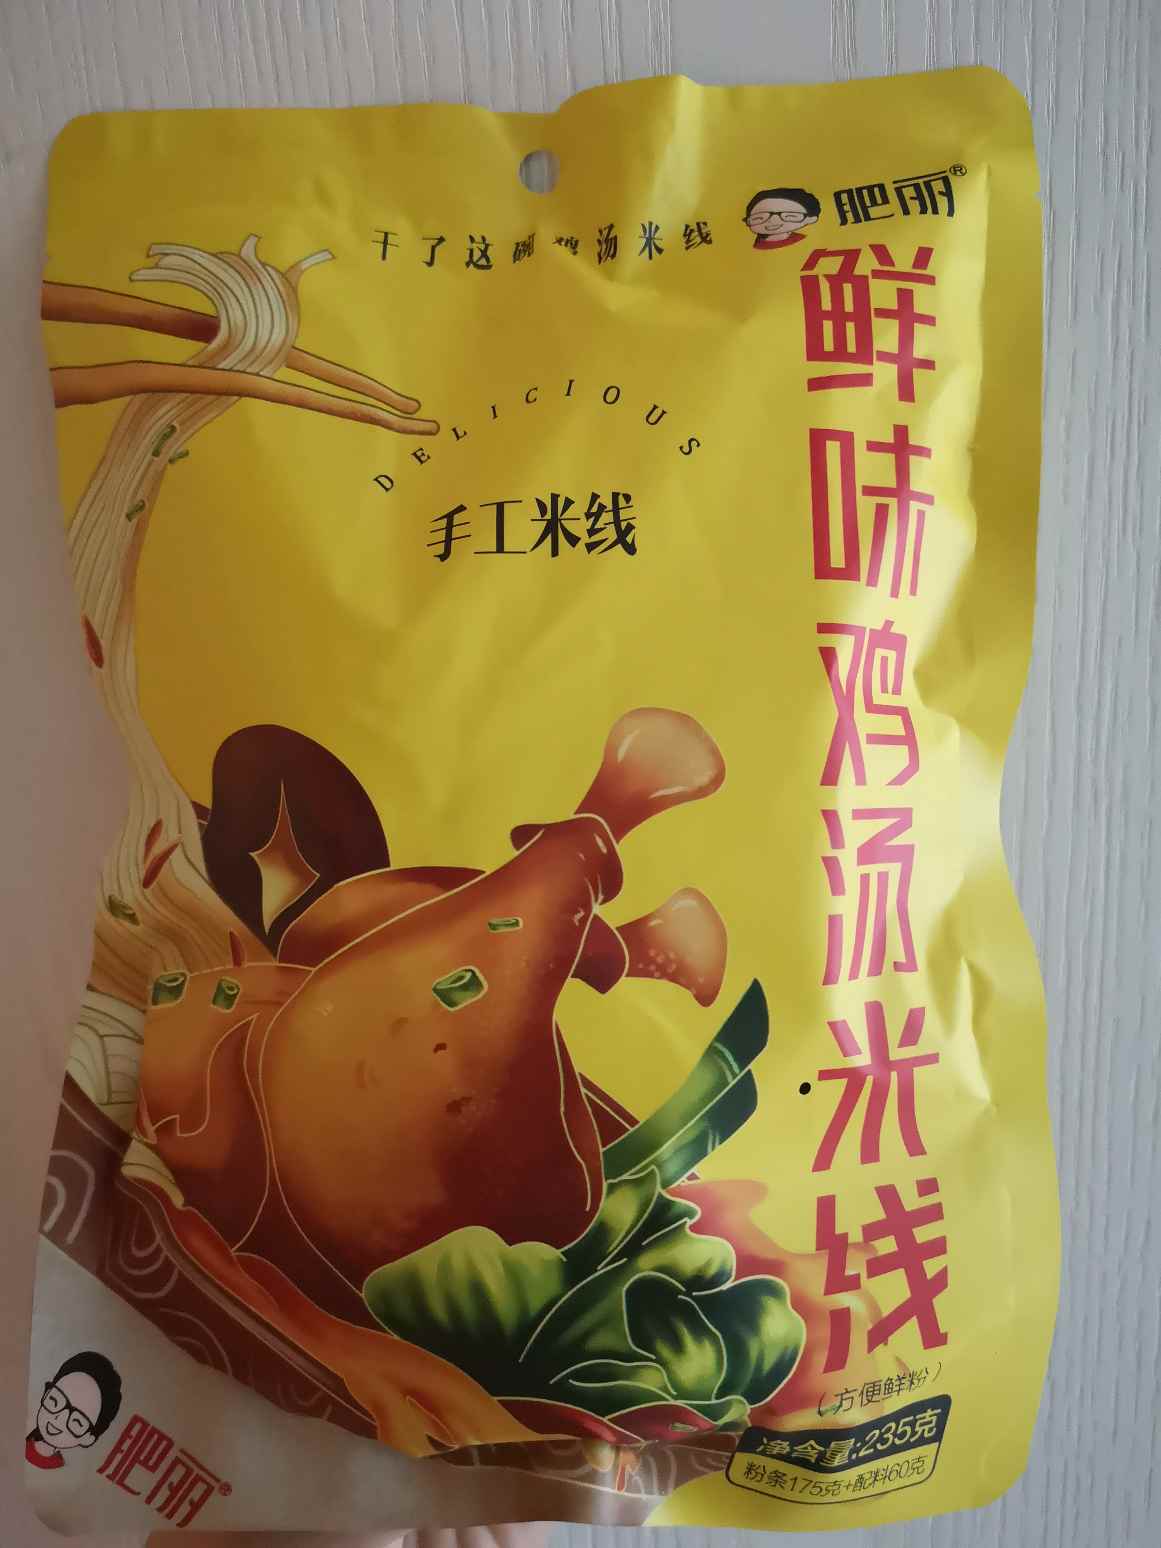 肥丽®
干了这碗鸡汤米线
DELICIOUS
手工米线
鲜味鸡汤米线
(方便鲜粉)
净含量:235克
粉条175克+配料60克
肥丽®